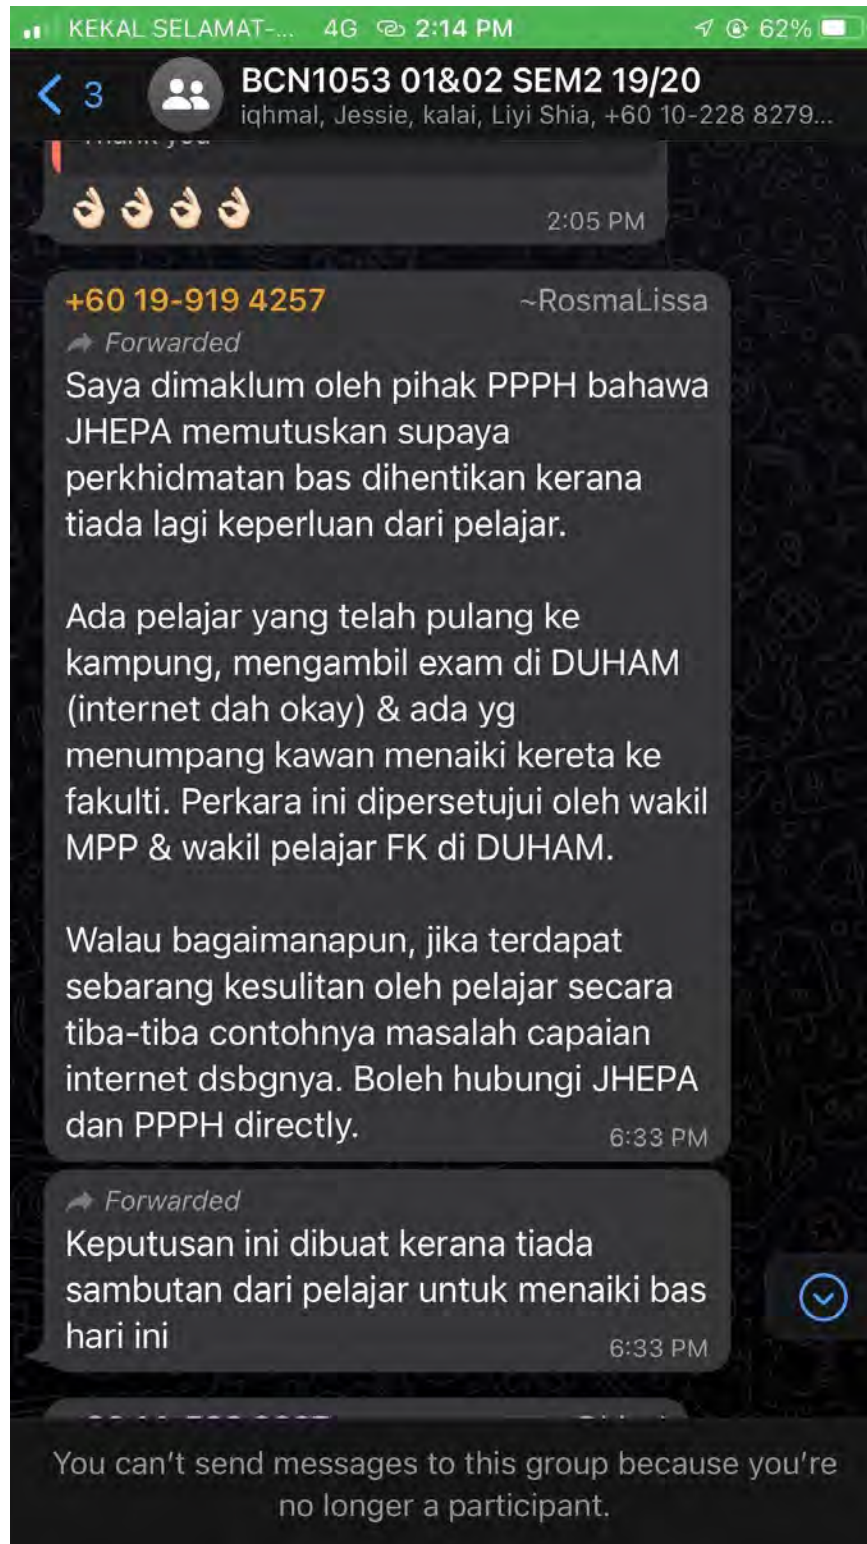 KEKAL SELAMAT-... 4G 2:14 PM 62%
3 BCN1053 01&02 SEM2 19/20
iqhmal, Jessie, kalai, Liyi Shia, +60 10-228 8279...
Thank you
2:05 PM
+60 19-919 4257 ~RosmaLissa
Forwarded
Saya dimaklum oleh pihak PPPH bahawa
JHEPA memutuskan supaya
perkhidmatan bas dihentikan kerana
tiada lagi keperluan dari pelajar.
Ada pelajar yang telah pulang ke
kampung, mengambil exam di DUHAM
(internet dah okay) & ada yg
menumpang kawan menaiki kereta ke
fakulti. Perkara ini dipersetujui oleh wakil
MPP & wakil pelajar FK di DUHAM.
Walau bagaimanapun, jika terdapat
sebarang kesulitan oleh pelajar secara
tiba-tiba contohnya masalah capaian
internet dsbgnya. Boleh hubungi JHEPA
dan PPPH directly. 6:33 PM
Forwarded
Keputusan ini dibuat kerana tiada
sambutan dari pelajar untuk menaiki bas
hari ini 6:33 PM
You can't send messages to this group because you're
no longer a participant.